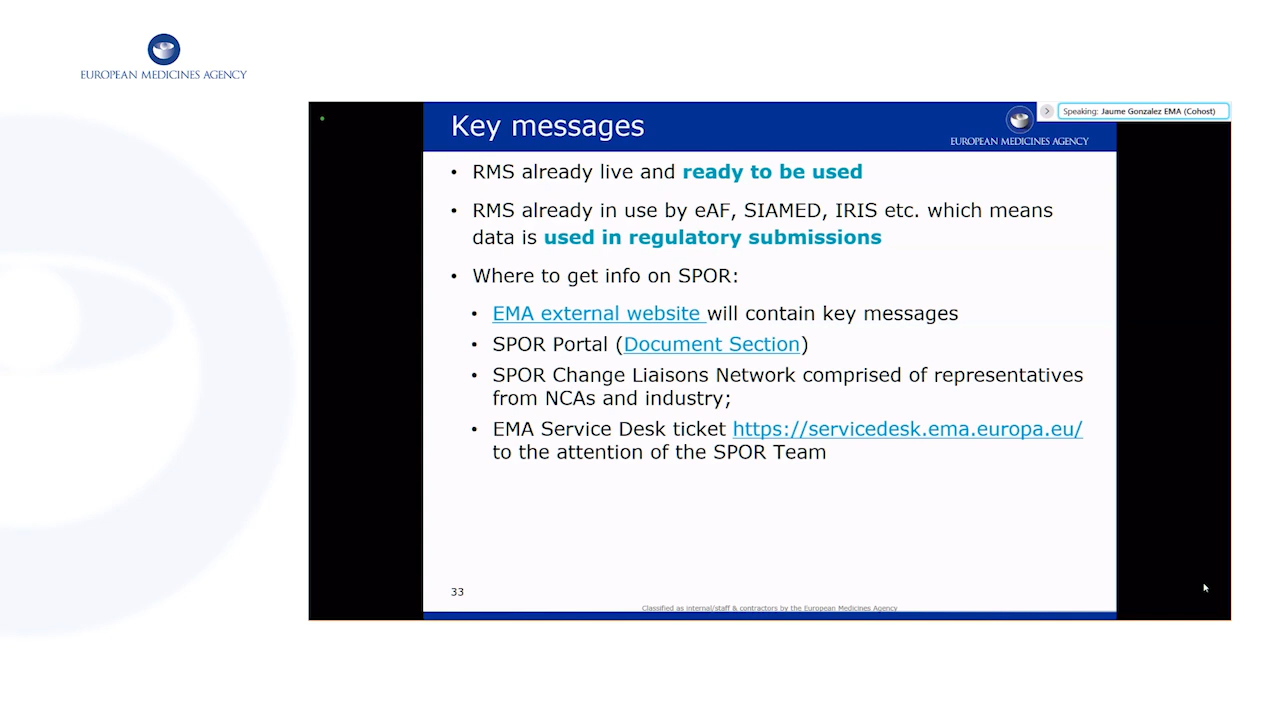 EUROPEAN MEDICINES AGENCY
Speaking: Jaume Gonzalez EMA (Cohost)
Key messages
EUROPEAN MEDICINES AGENCY
• RMS already live and ready to be used
• RMS already in use by eAF, SIAMED, IRIS etc. which means
data is used in regulatory submissions
• Where to get info on SPOR:
• EMA external website will contain key messages
• SPOR Portal (Document Section)
• SPOR Change Liaisons Network comprised of representatives
from NCAs and industry;
• EMA Service Desk ticket https://servicedesk.ema.europa.eu/
to the attention of the SPOR Team
33
Classified as internal/staff & contractors by the European Medicines Agency